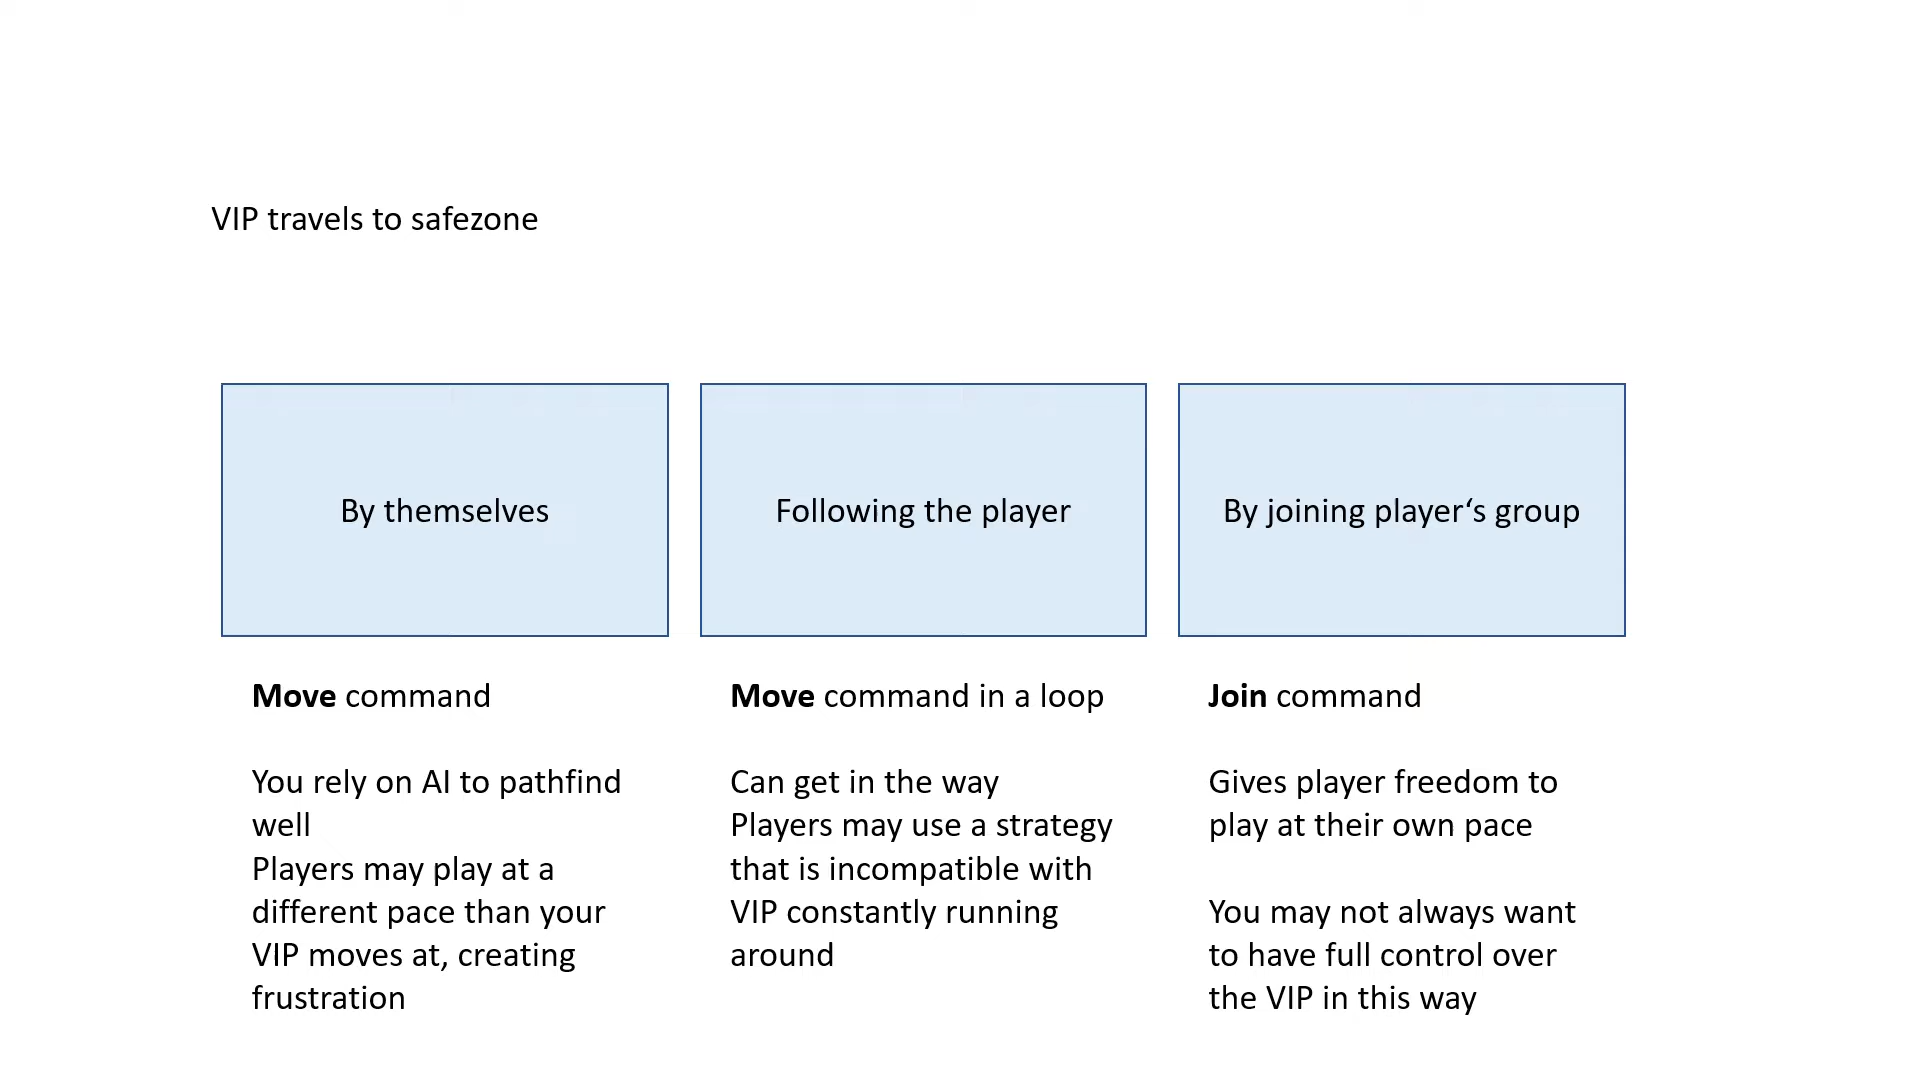 VIP travels to safezone
By themselves
Following the player
By joining player‘s group
Move command
You rely on AI to pathfind
well
Players may play at a
different pace than your
VIP moves at, creating
frustration
Move command in a loop
Can get in the way
Players may use a strategy
that is incompatible with
VIP constantly running
around
Join command
Gives player freedom to
play at their own pace
You may not always want
to have full control over
the VIP in this way